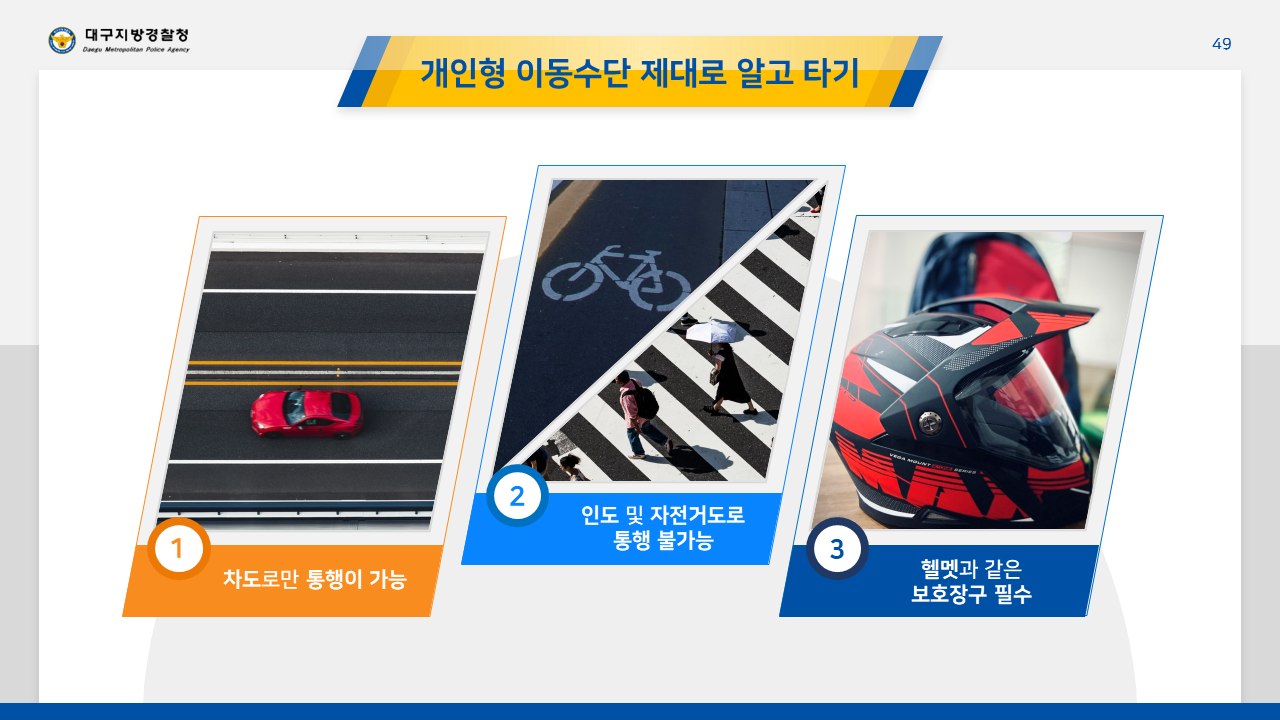 대구지방경찰청
Daegu Metropolitan Police Agency
49
개인형 이동수단 제대로 알고 타기
1
차도로만 통행이 가능
2
인도 및 자전거도로
통행 불가능
VEGA MOUNT SERIES
3
헬멧과 같은
보호장구 필수